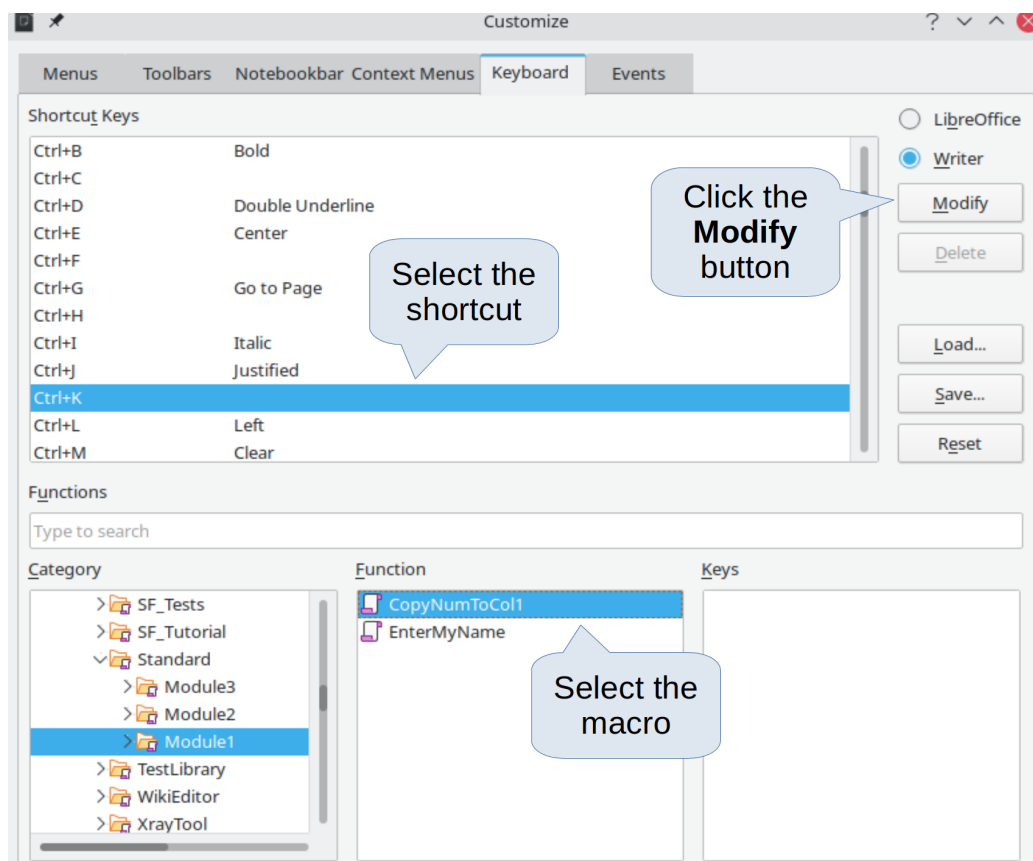 Customize
?
Menus Toolbars Notebookbar Context Menus Keyboard Events
Shortcut Keys
LibreOffice
Writer
Ctrl+B Bold
Ctrl+C
Ctrl+D Double Underline
Ctrl+E Center
Ctrl+F
Ctrl+G Go to Page
Ctrl+H
Ctrl+I Italic
Ctrl+J Justified
Ctrl+K
Ctrl+L Left
Ctrl+M Clear
Select the
shortcut
Click the
Modify
button
Modify
Delete
Load...
Save...
Reset
Functions
Type to search
Category
SF_Tests
SF_Tutorial
Standard
Module3
Module2
Module1
TestLibrary
WikiEditor
XrayTool
Function
CopyNumToCol1
EnterMyName
Select the
macro
Keys